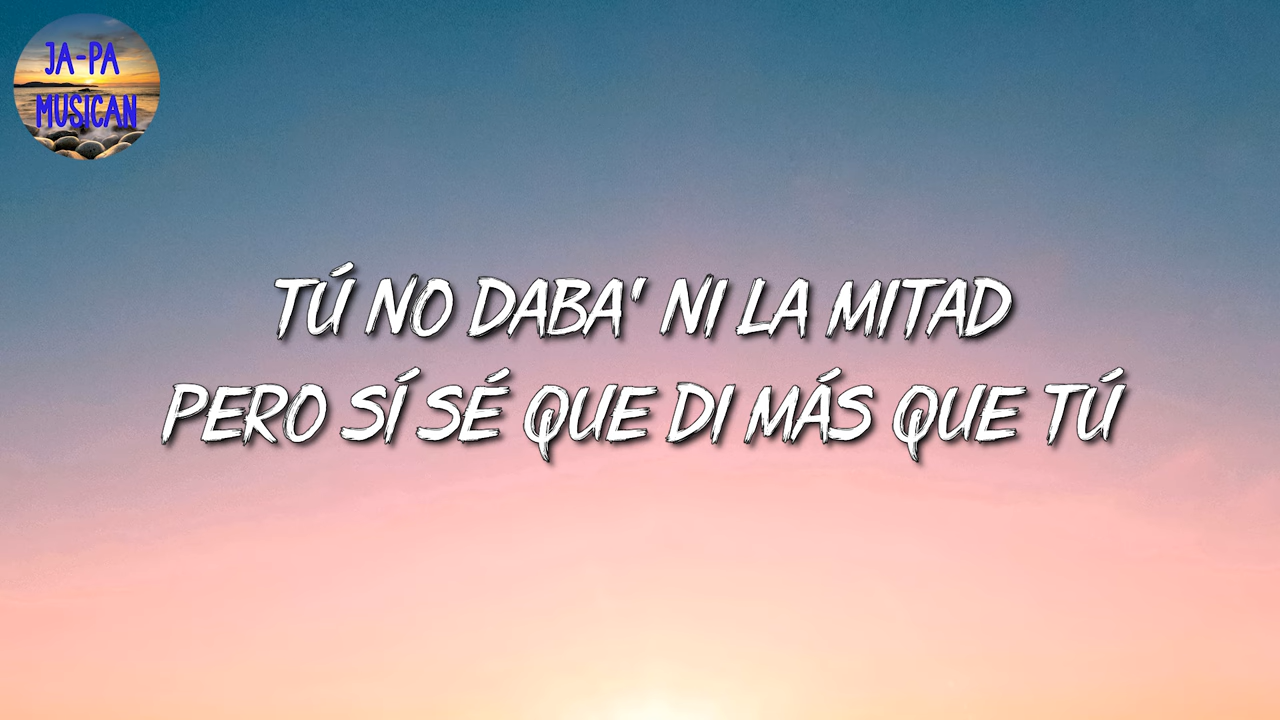 JA-PA
MUSICAN
TÚ NO DABA' NI LA MITAD
PERO SÍ SÉ QUE DI MÁS QUE TÚ